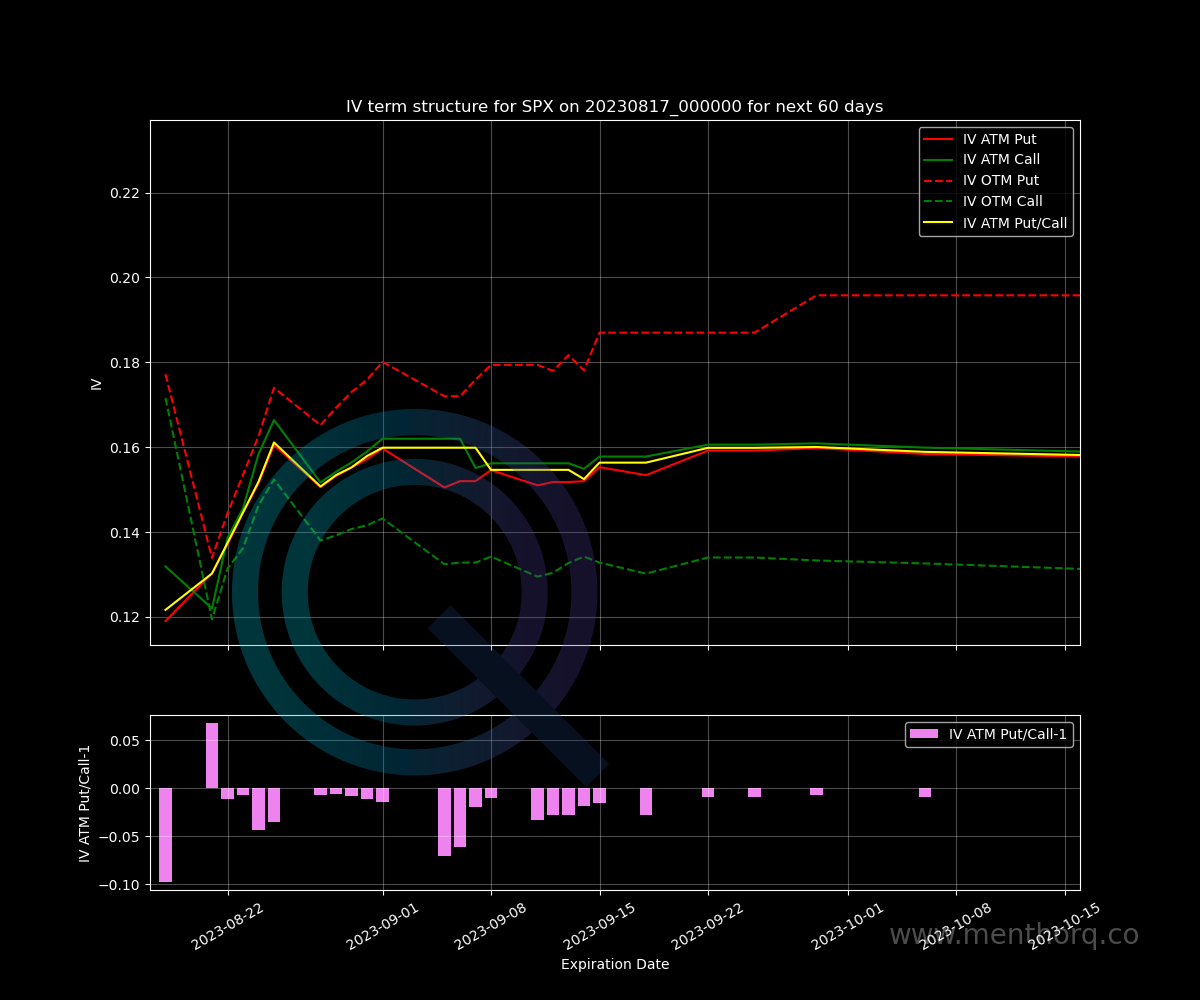 IV term structure for SPX on 20230817_000000 for next 60 days
IV ATM Put
IV ATM Call
IV OTM Put
IV OTM Call
IV ATM Put/Call
0.22
0.20
0.18
0.16
0.14
0.12
IV
IV ATM Put/Call-1
0.05
0.00
−0.05
−0.10
IV ATM Put/Call-1
2023-08-22
2023-09-01
2023-09-08
2023-09-15
2023-09-22
2023-10-01
2023-10-08
2023-10-15
www.menthorq.co
Expiration Date